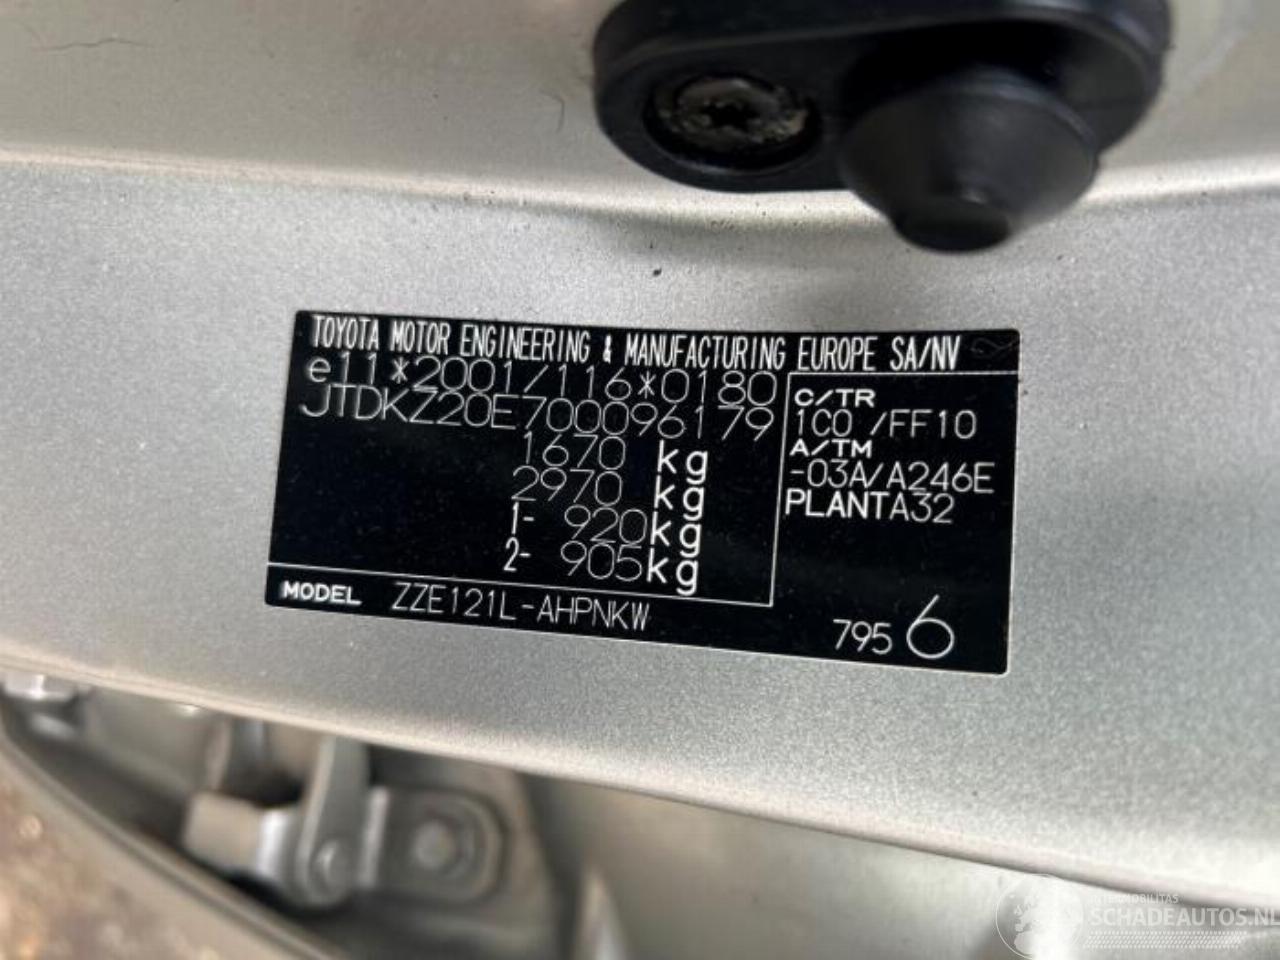 TOYOTA MOTOR ENGINEERING & MANUFACTURING EUROPE SA/NV
e11*2001/116*0180
JTDKZ20E700096179
1670 kg
2970 kg
1- 920kg
2- 905kg
C/TR
1C0 /FF10
A/TM
-03A/A246E
PLANTA32
MODEL ZZE121L-AHPNKW
795 6
INTERMOBILITAS
SCHADEAUTOS.NL